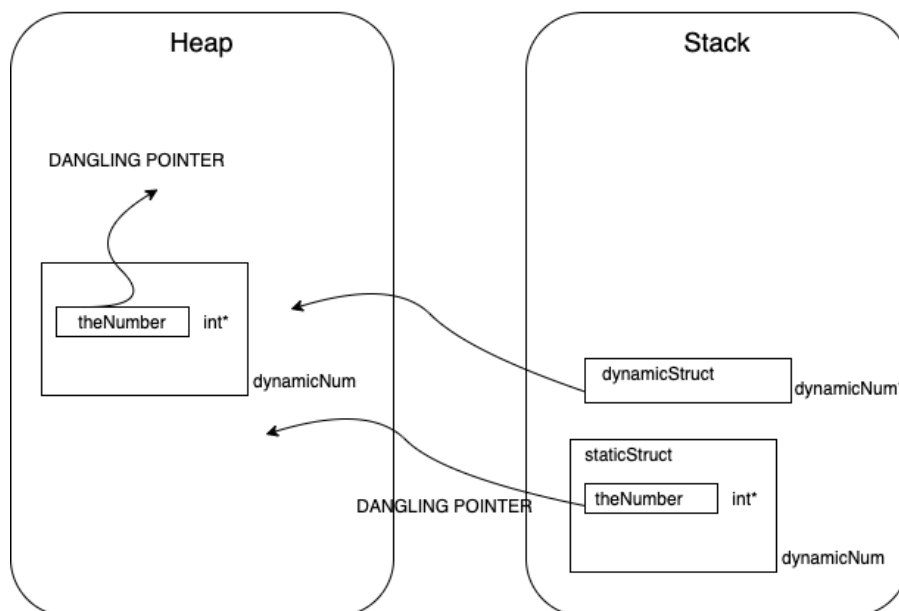 Heap
Stack
DANGLING POINTER
theNumber
int*
dynamicNum
dynamicStruct
dynamicNum*
staticStruct
theNumber
int*
DANGLING POINTER
dynamicNum